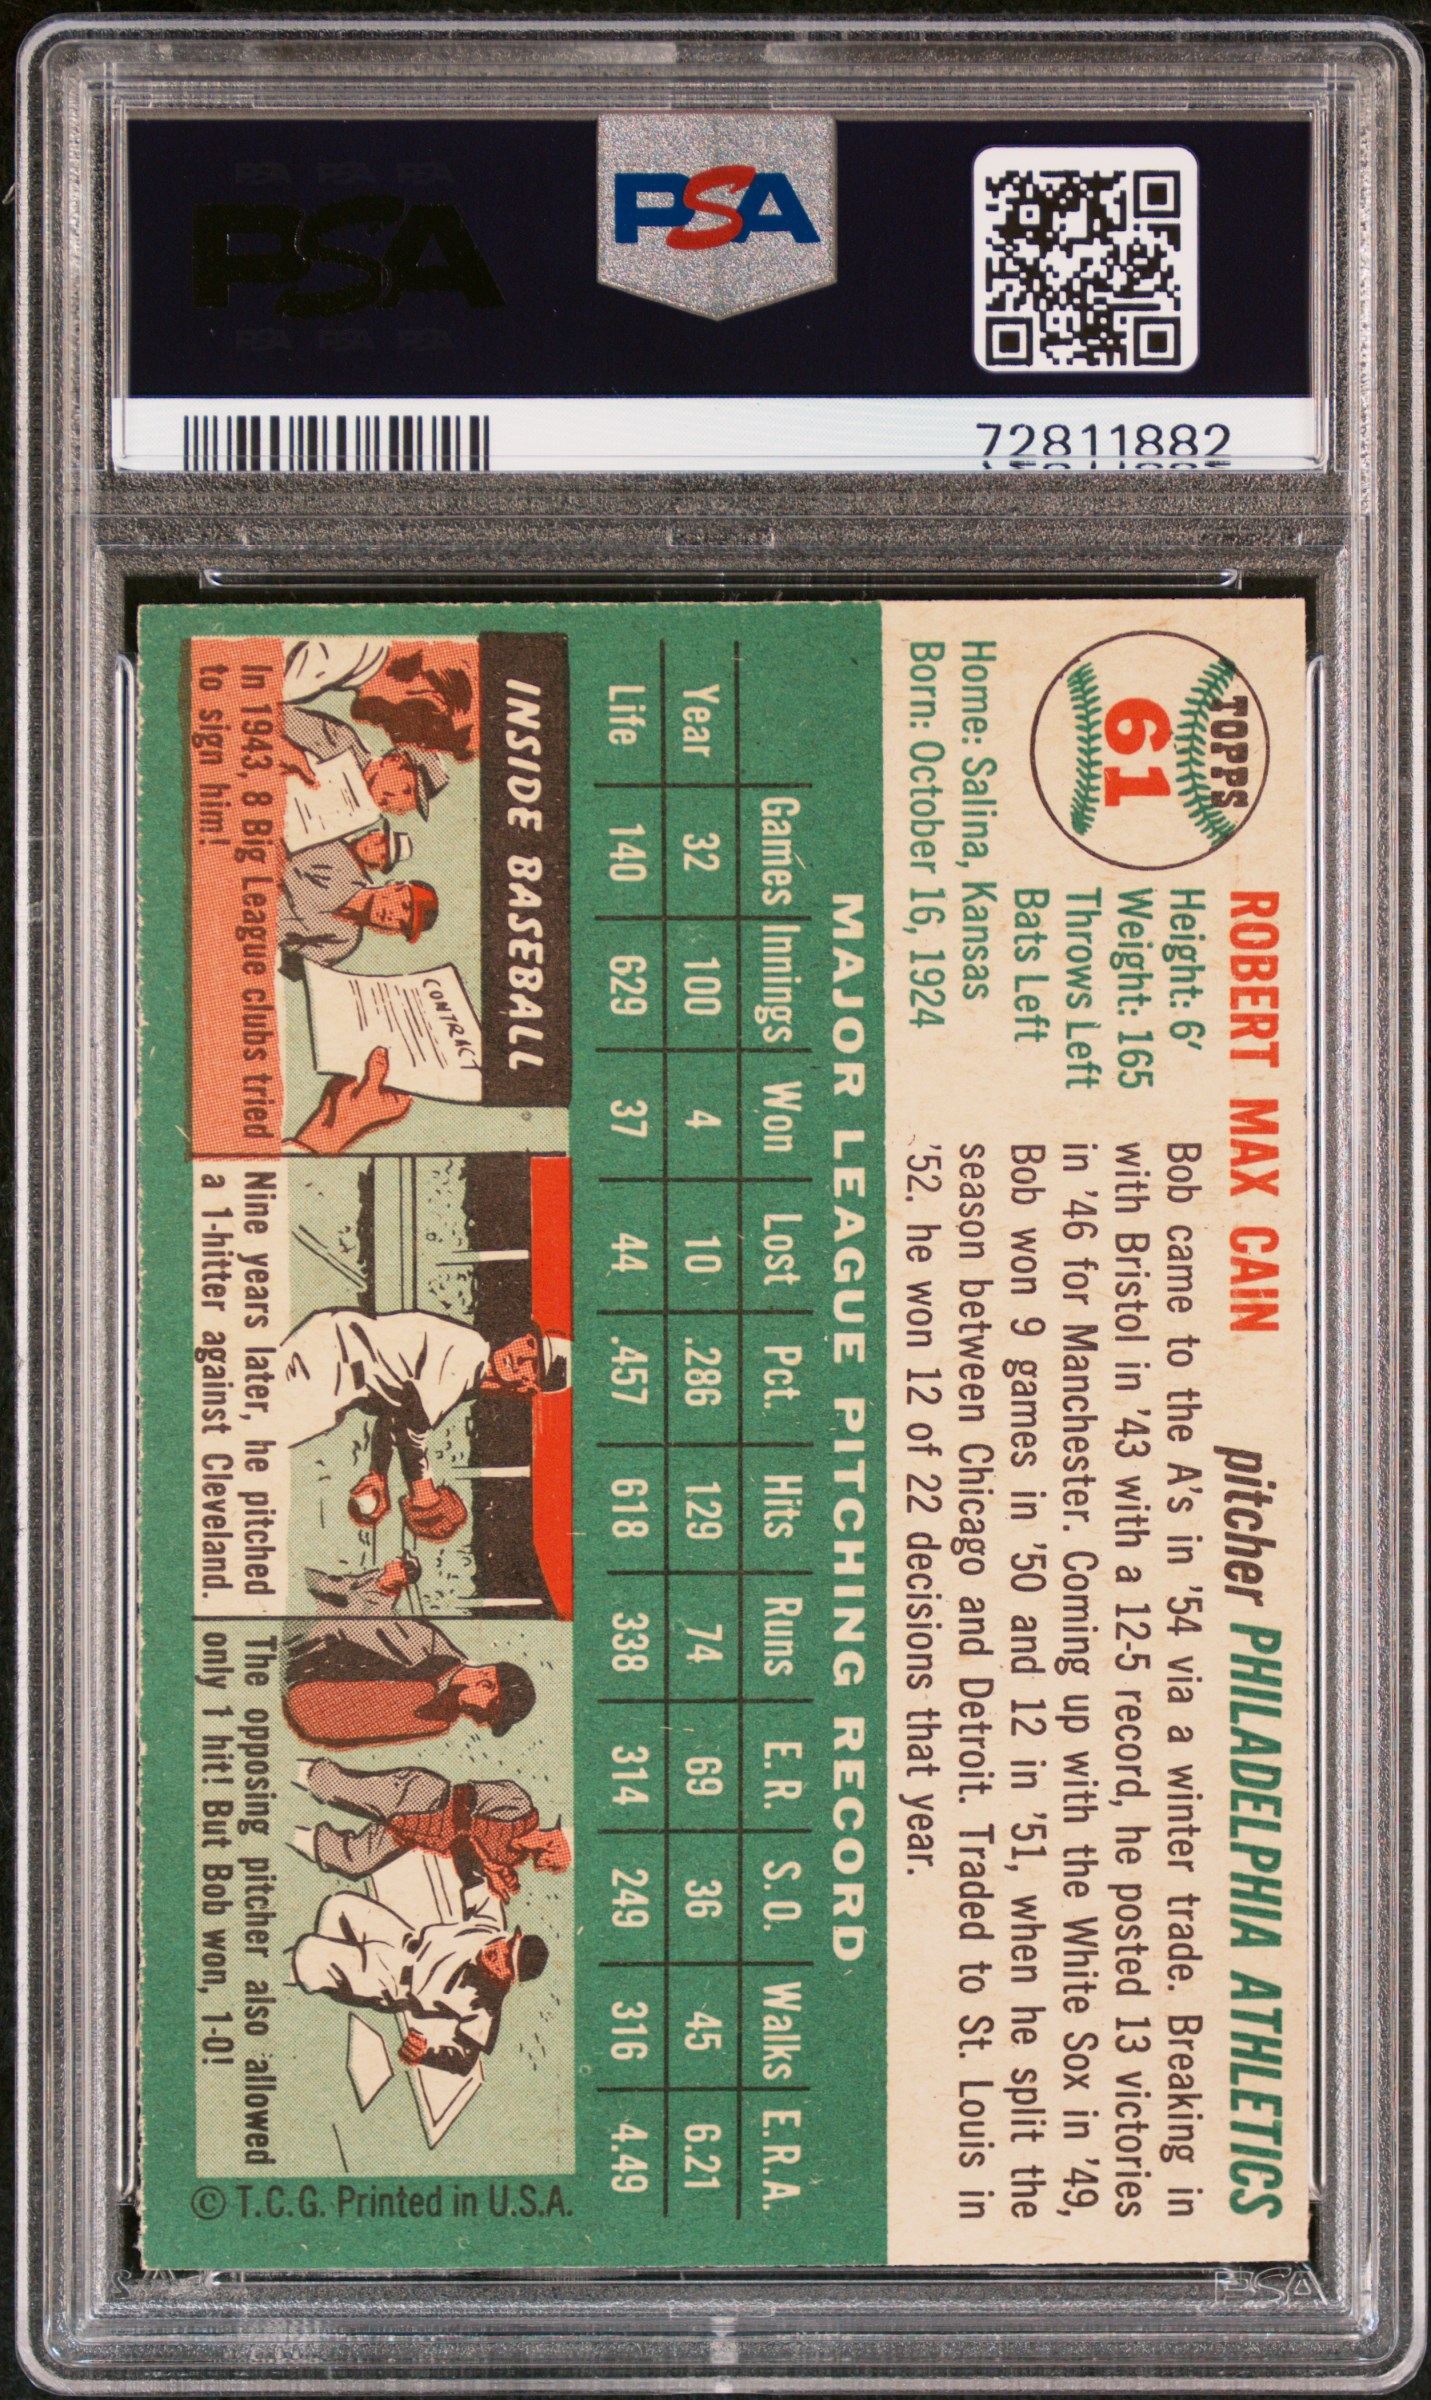 PSA
PSA PSA PSA
PSA
PSA PSA PSA
72811882
TOPPS
61
ROBERT MAX CAIN pitcher PHILADELPHIA ATHLETICS
Height: 6'
Weight: 165
Throws Left
Bats Left
Home: Salina, Kansas
Born: October 16, 1924
Bob came to the A's in '54 via a winter trade. Breaking in
with Bristol in '43 with a 12-5 record, he posted 13 victories
in '46 for Manchester. Coming up with the White Sox in '49,
Bob won 9 games in '50 and 12 in '51, when he split the
season between Chicago and Detroit. Traded to St. Louis in
'52. he won 12 of 22 decisions that year.
MAJOR LEAGUE PITCHING RECORD
Games Innings Won Lost Pct. Hits Runs E.R. S.O. Walks E.R.A.
Year 32 100 4 10 .286 129 74 69 36 45 6.21
Life 140 629 37 44 .457 618 338 314 249 316 4.49
INSIDE BASEBALL
CONTRACT
In 1943, 8 Big League clubs tried
to sign him!
Nine years later, he pitched
a 1-hitter against Cleveland.
The opposing pitcher also allowed
only 1 hit! But Bob won, 1-0!
© T.C.G. Printed in U.S.A.
PSA